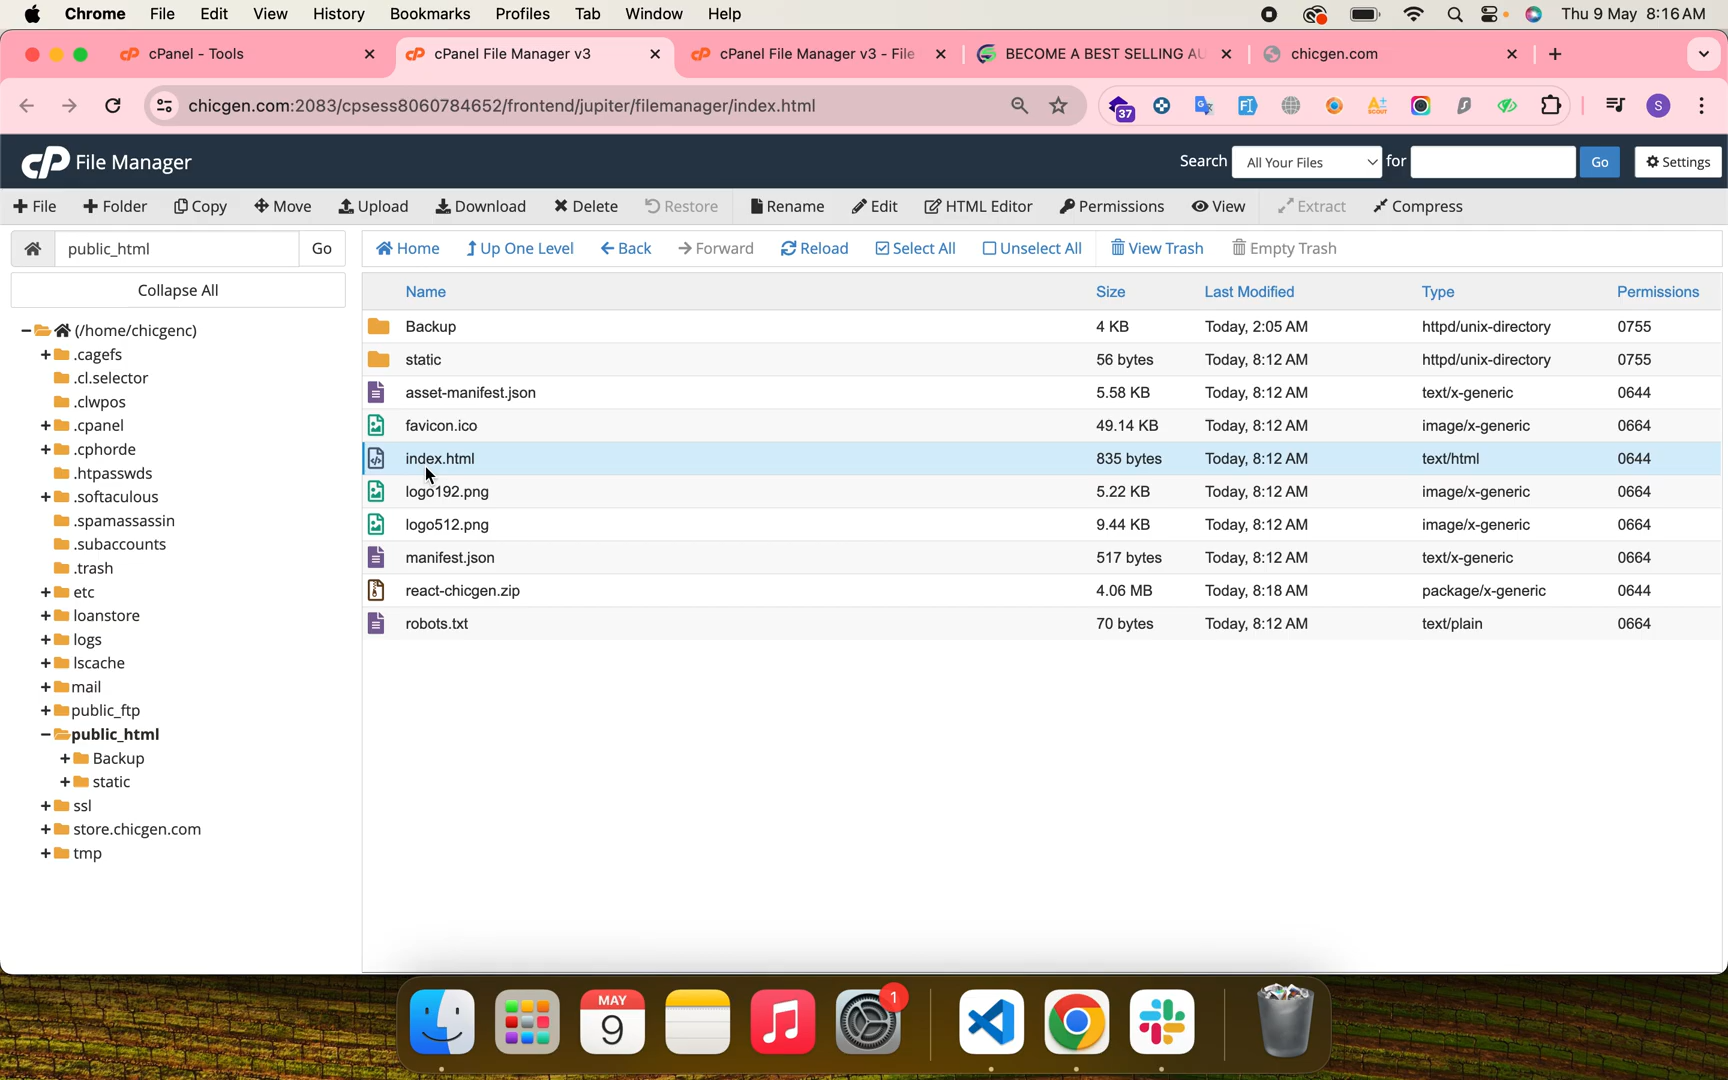 Chrome File Edit View History Bookmarks Profiles Tab Window Help Thu 9 May 8:16 AM
cPanel - Tools cPanel File Manager v3 cPanel File Manager v3 - File BECOME A BEST SELLING AU chicgen.com
chicgen.com:2083/cpsess8060784652/frontend/jupiter/filemanager/index.html 37 S
cP File Manager Search All Your Files for Go Settings
File Folder Copy Move Upload Download Delete Restore Rename Edit HTML Editor Permissions View Extract Compress
public_html Go Home Up One Level Back Forward Reload Select All Unselect All View Trash Empty Trash
Collapse All
(/home/chicgenc)
.cagefs
.cl.selector
.clwpos
.cpanel
.cphorde
.htpasswds
.softaculous
.spamassassin
.subaccounts
.trash
etc
loanstore
logs
lscache
mail
public_ftp
public_html
Backup
static
ssl
store.chicgen.com
tmp
Name Size Last Modified Type Permissions
Backup 4 KB Today, 2:05 AM httpd/unix-directory 0755
static 56 bytes Today, 8:12 AM httpd/unix-directory 0755
asset-manifest.json 5.58 KB Today, 8:12 AM text/x-generic 0644
favicon.ico 49.14 KB Today, 8:12 AM image/x-generic 0664
index.html 835 bytes Today, 8:12 AM text/html 0644
logo192.png 5.22 KB Today, 8:12 AM image/x-generic 0664
logo512.png 9.44 KB Today, 8:12 AM image/x-generic 0664
manifest.json 517 bytes Today, 8:12 AM text/x-generic 0664
react-chicgen.zip 4.06 MB Today, 8:18 AM package/x-generic 0644
robots.txt 70 bytes Today, 8:12 AM text/plain 0664
MAY
9
1